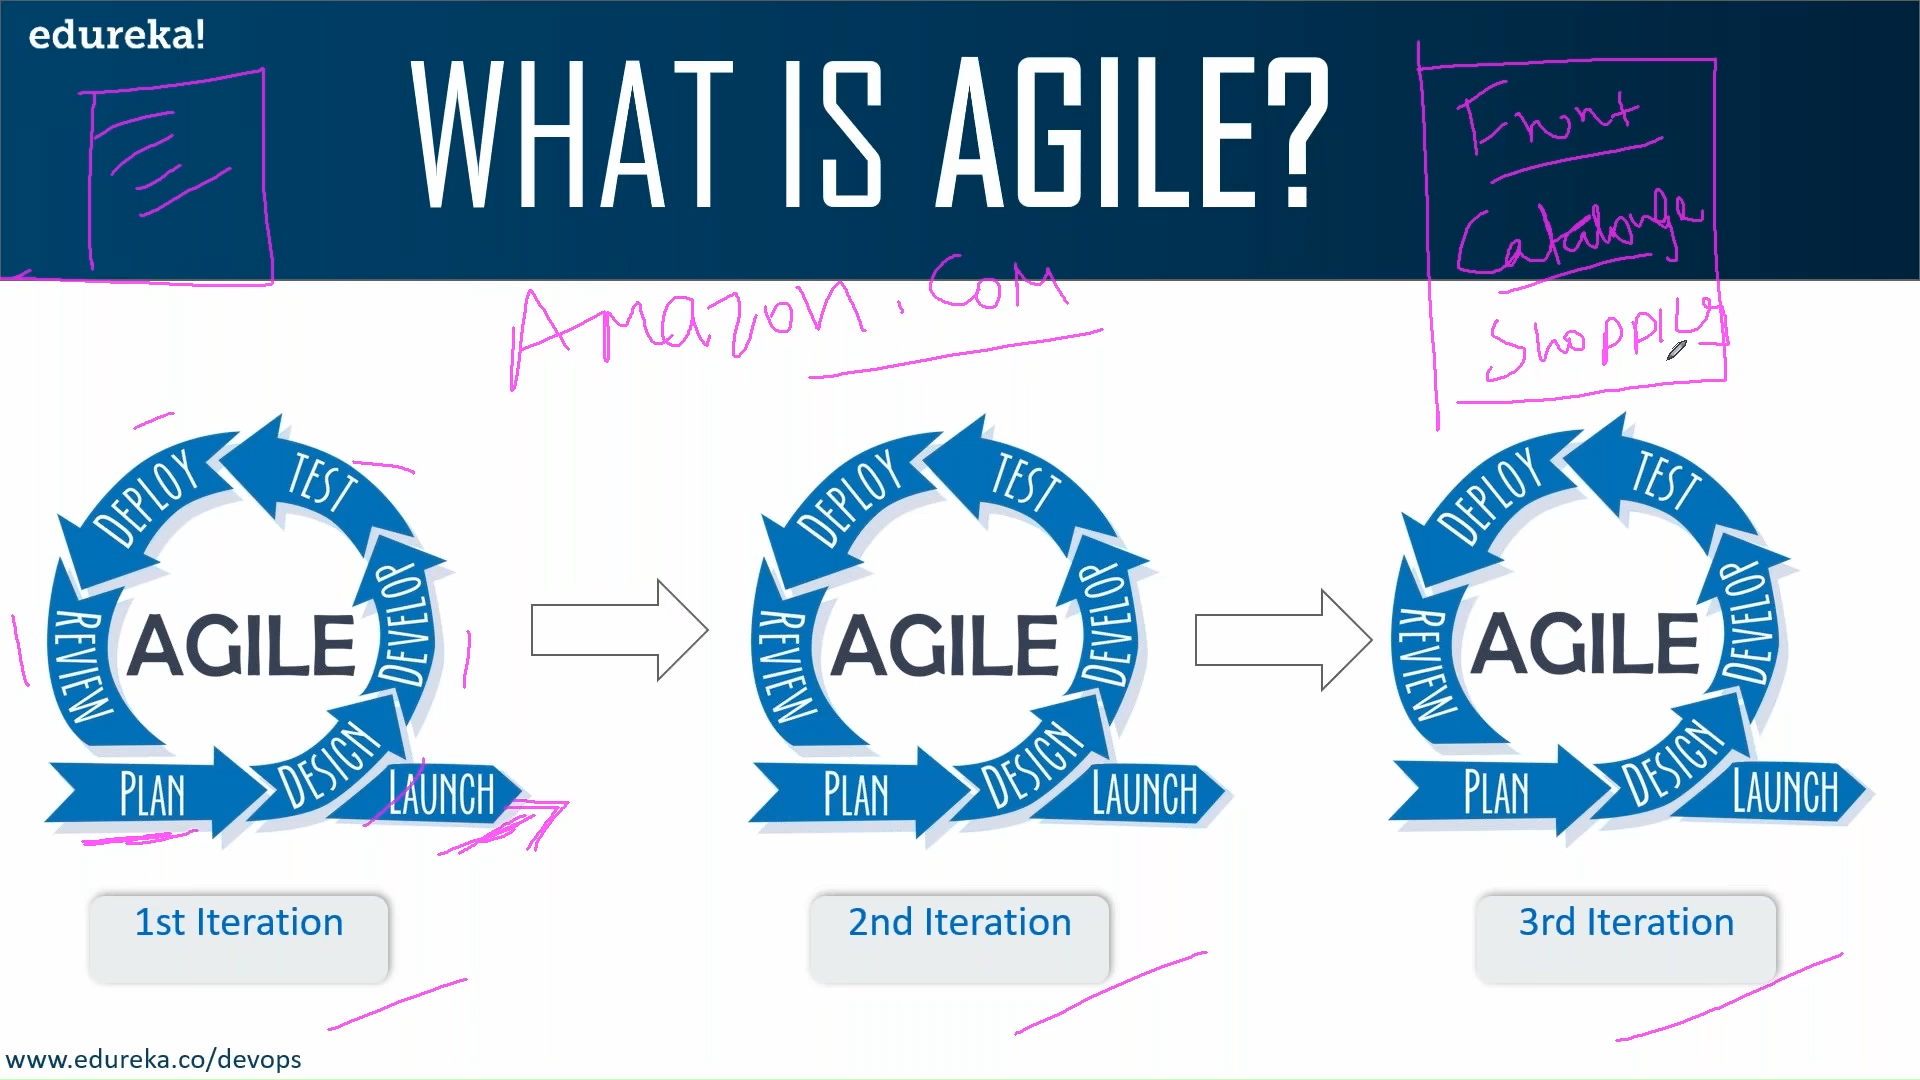 edureka!
WHAT IS AGILE?
Front
Catalouge
Amazon.com
DEPLOY
TEST
DEVELOP
REVIEW
AGILE
PLAN
DESIGN
LAUNCH
DEPLOY
TEST
DEVELOP
REVIEW
AGILE
PLAN
DESIGN
LAUNCH
DEPLOY
TEST
DEVELOP
REVIEW
AGILE
PLAN
DESIGN
LAUNCH
1st Iteration
2nd Iteration
3rd Iteration
www.edureka.co/devops